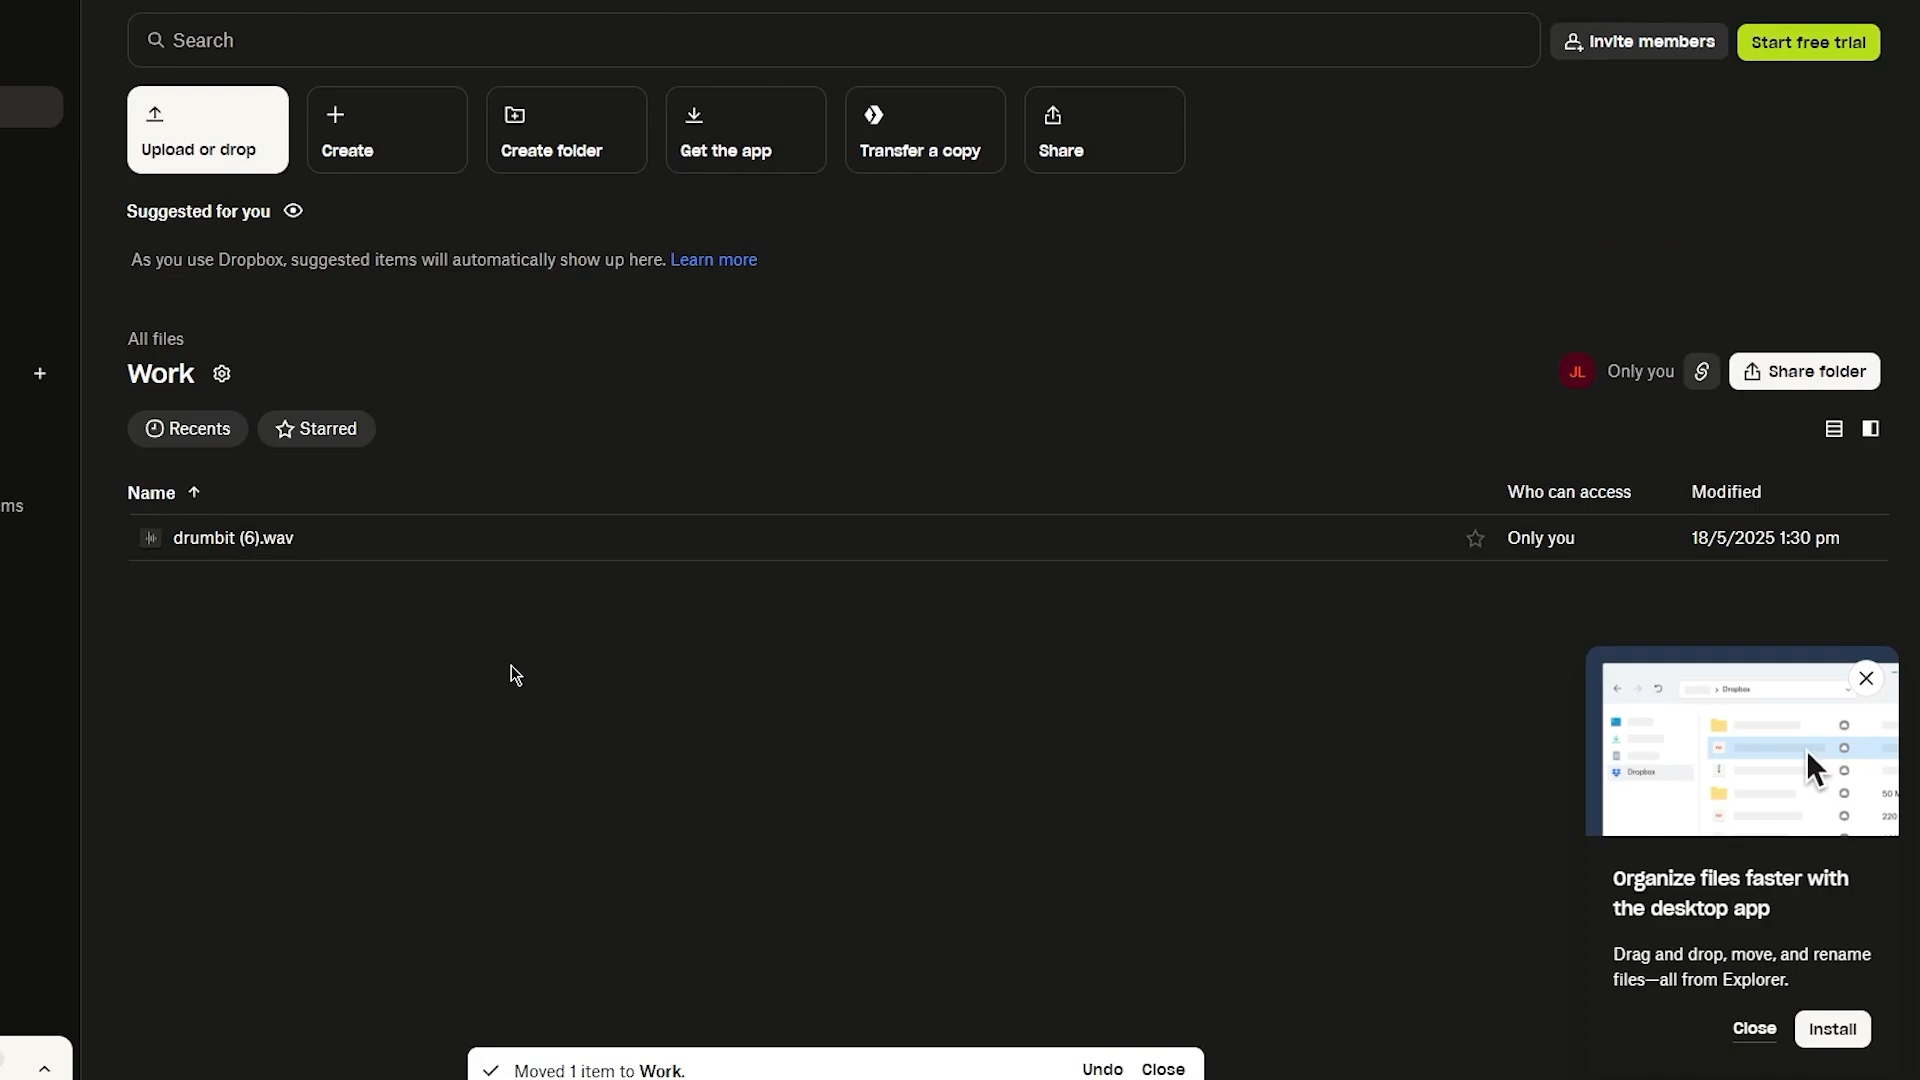 Search
Invite members
Start free trial
Upload or drop
Create
Create folder
Get the app
Transfer a copy
Share
Suggested for you
As you use Dropbox, suggested items will automatically show up here. Learn more
All files
Work
JL Only you
Share folder
Recents
Starred
ms
Name
Who can access
Modified
drumbit (6).wav
Only you
18/5/2025 1:30 pm
Dropbox
Dropbox
50 M
220
Organize files faster with
the desktop app
Drag and drop, move, and rename
files—all from Explorer.
Close
Install
Moved 1 item to Work.
Undo
Close